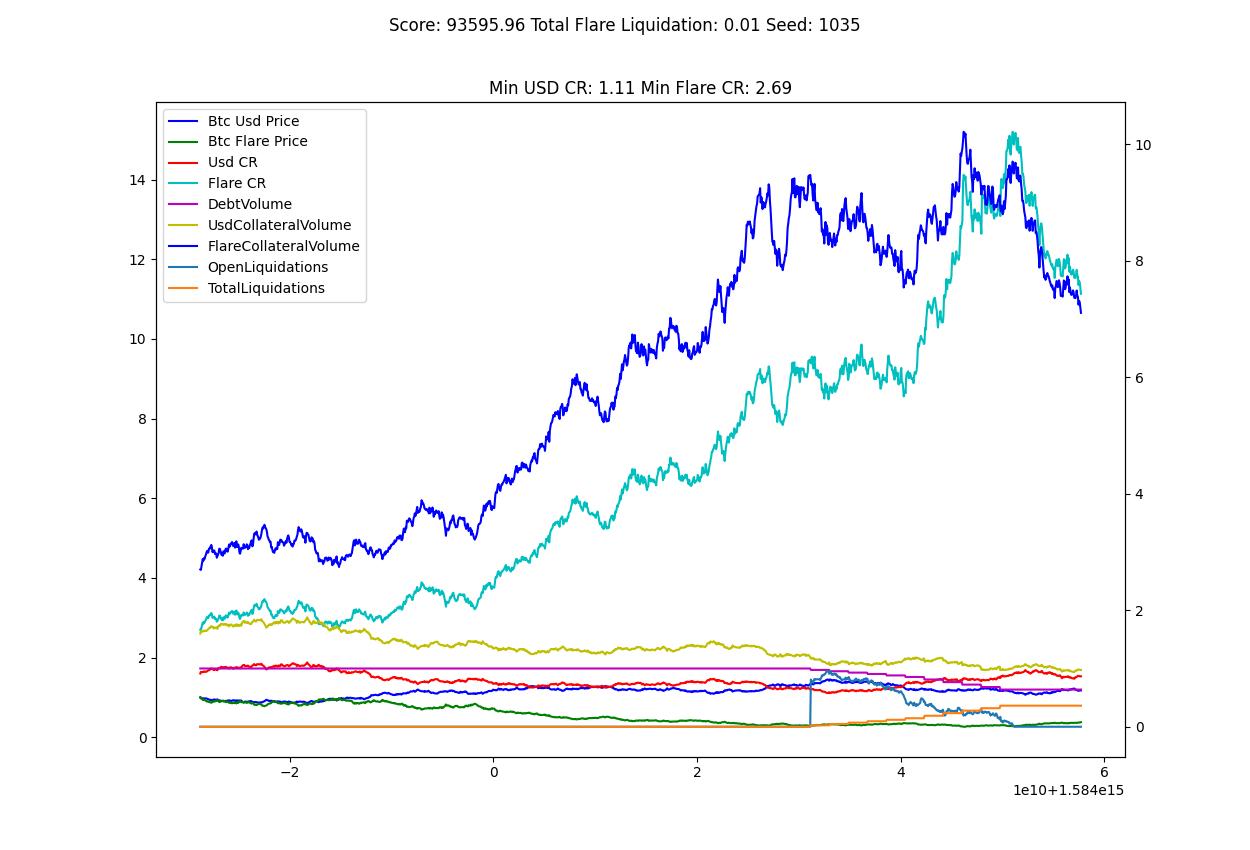 Score: 93595.96 Total Flare Liquidation: 0.01 Seed: 1035
Min USD CR: 1.11 Min Flare CR: 2.69
Btc Usd Price
Btc Flare Price
Usd CR
Flare CR
DebtVolume
UsdCollateralVolume
FlareCollateralVolume
OpenLiquidations
TotalLiquidations
14
12
10
8
6
4
2
0
10
8
6
4
2
0
−2
0
2
4
6
1e10+1.584e15